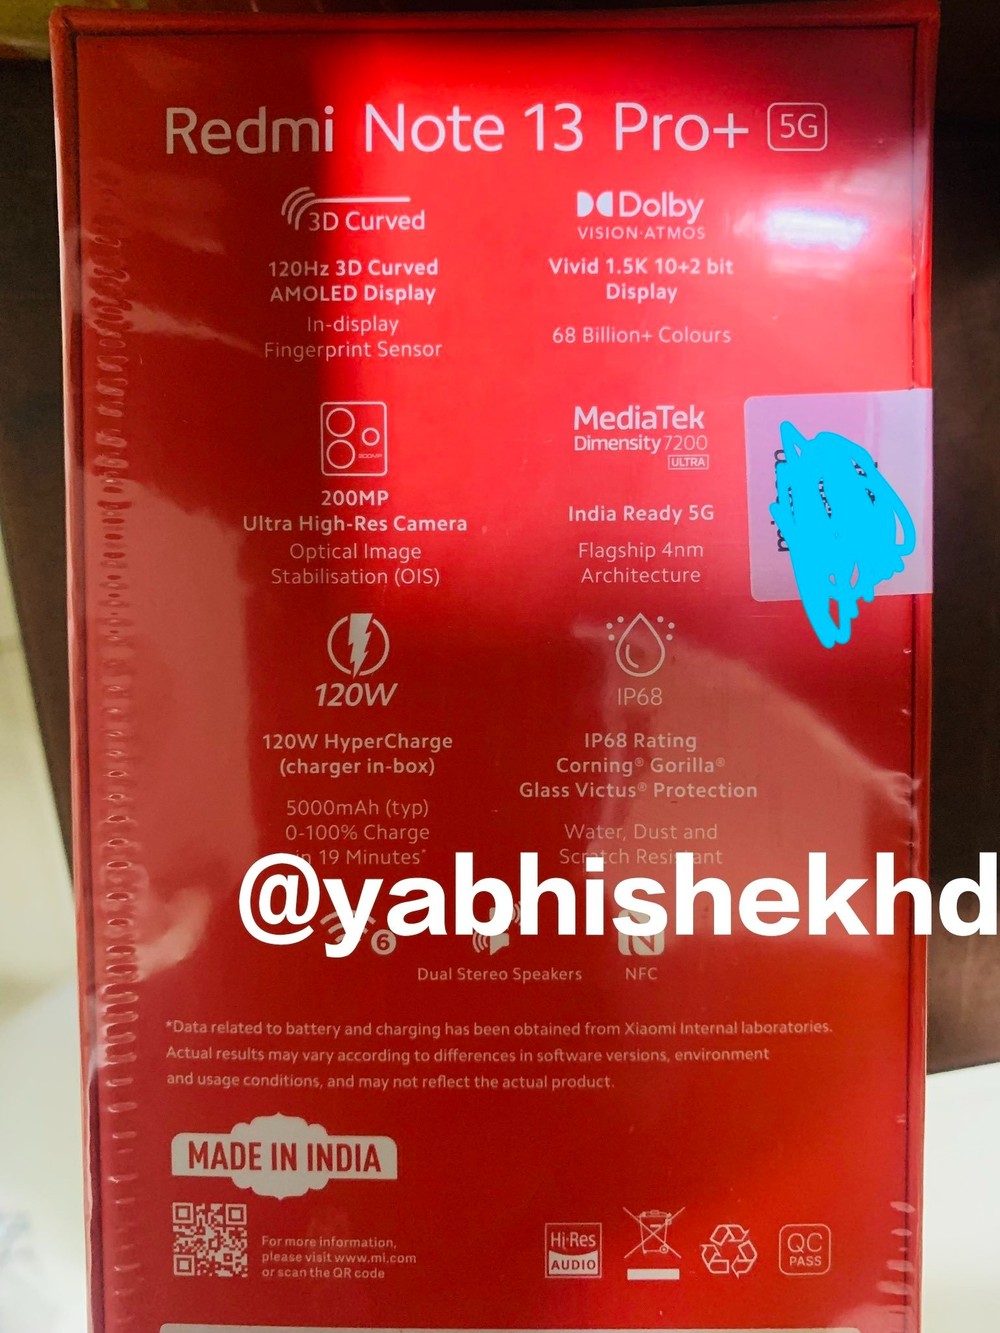 Redmi Note 13 Pro+ 5G
3D Curved
120Hz 3D Curved
AMOLED Display
In-display
Fingerprint Sensor
Dolby
VISION·ATMOS
Vivid 1.5K 10+2 bit
Display
68 Billion+ Colours
200MP
Ultra High-Res Camera
Optical Image
Stabilisation (OIS)
MediaTek
Dimensity 7200
ULTRA
India Ready 5G
Flagship 4nm
Architecture
120W
120W HyperCharge
(charger in-box)
5000mAh (typ)
0-100% Charge
in 19 Minutes*
IP68
IP68 Rating
Corning® Gorilla®
Glass Victus® Protection
Water, Dust and
Scratch Resistant
@yabhishekhd
6
Dual Stereo Speakers
NFC
*Data related to battery and charging has been obtained from Xiaomi Internal laboratories.
Actual results may vary according to differences in software versions, environment
and usage conditions, and may not reflect the actual product.
MADE IN INDIA
For more information,
please visit www.mi.com
or scan the QR code
Hi-Res
AUDIO
QC
PASS